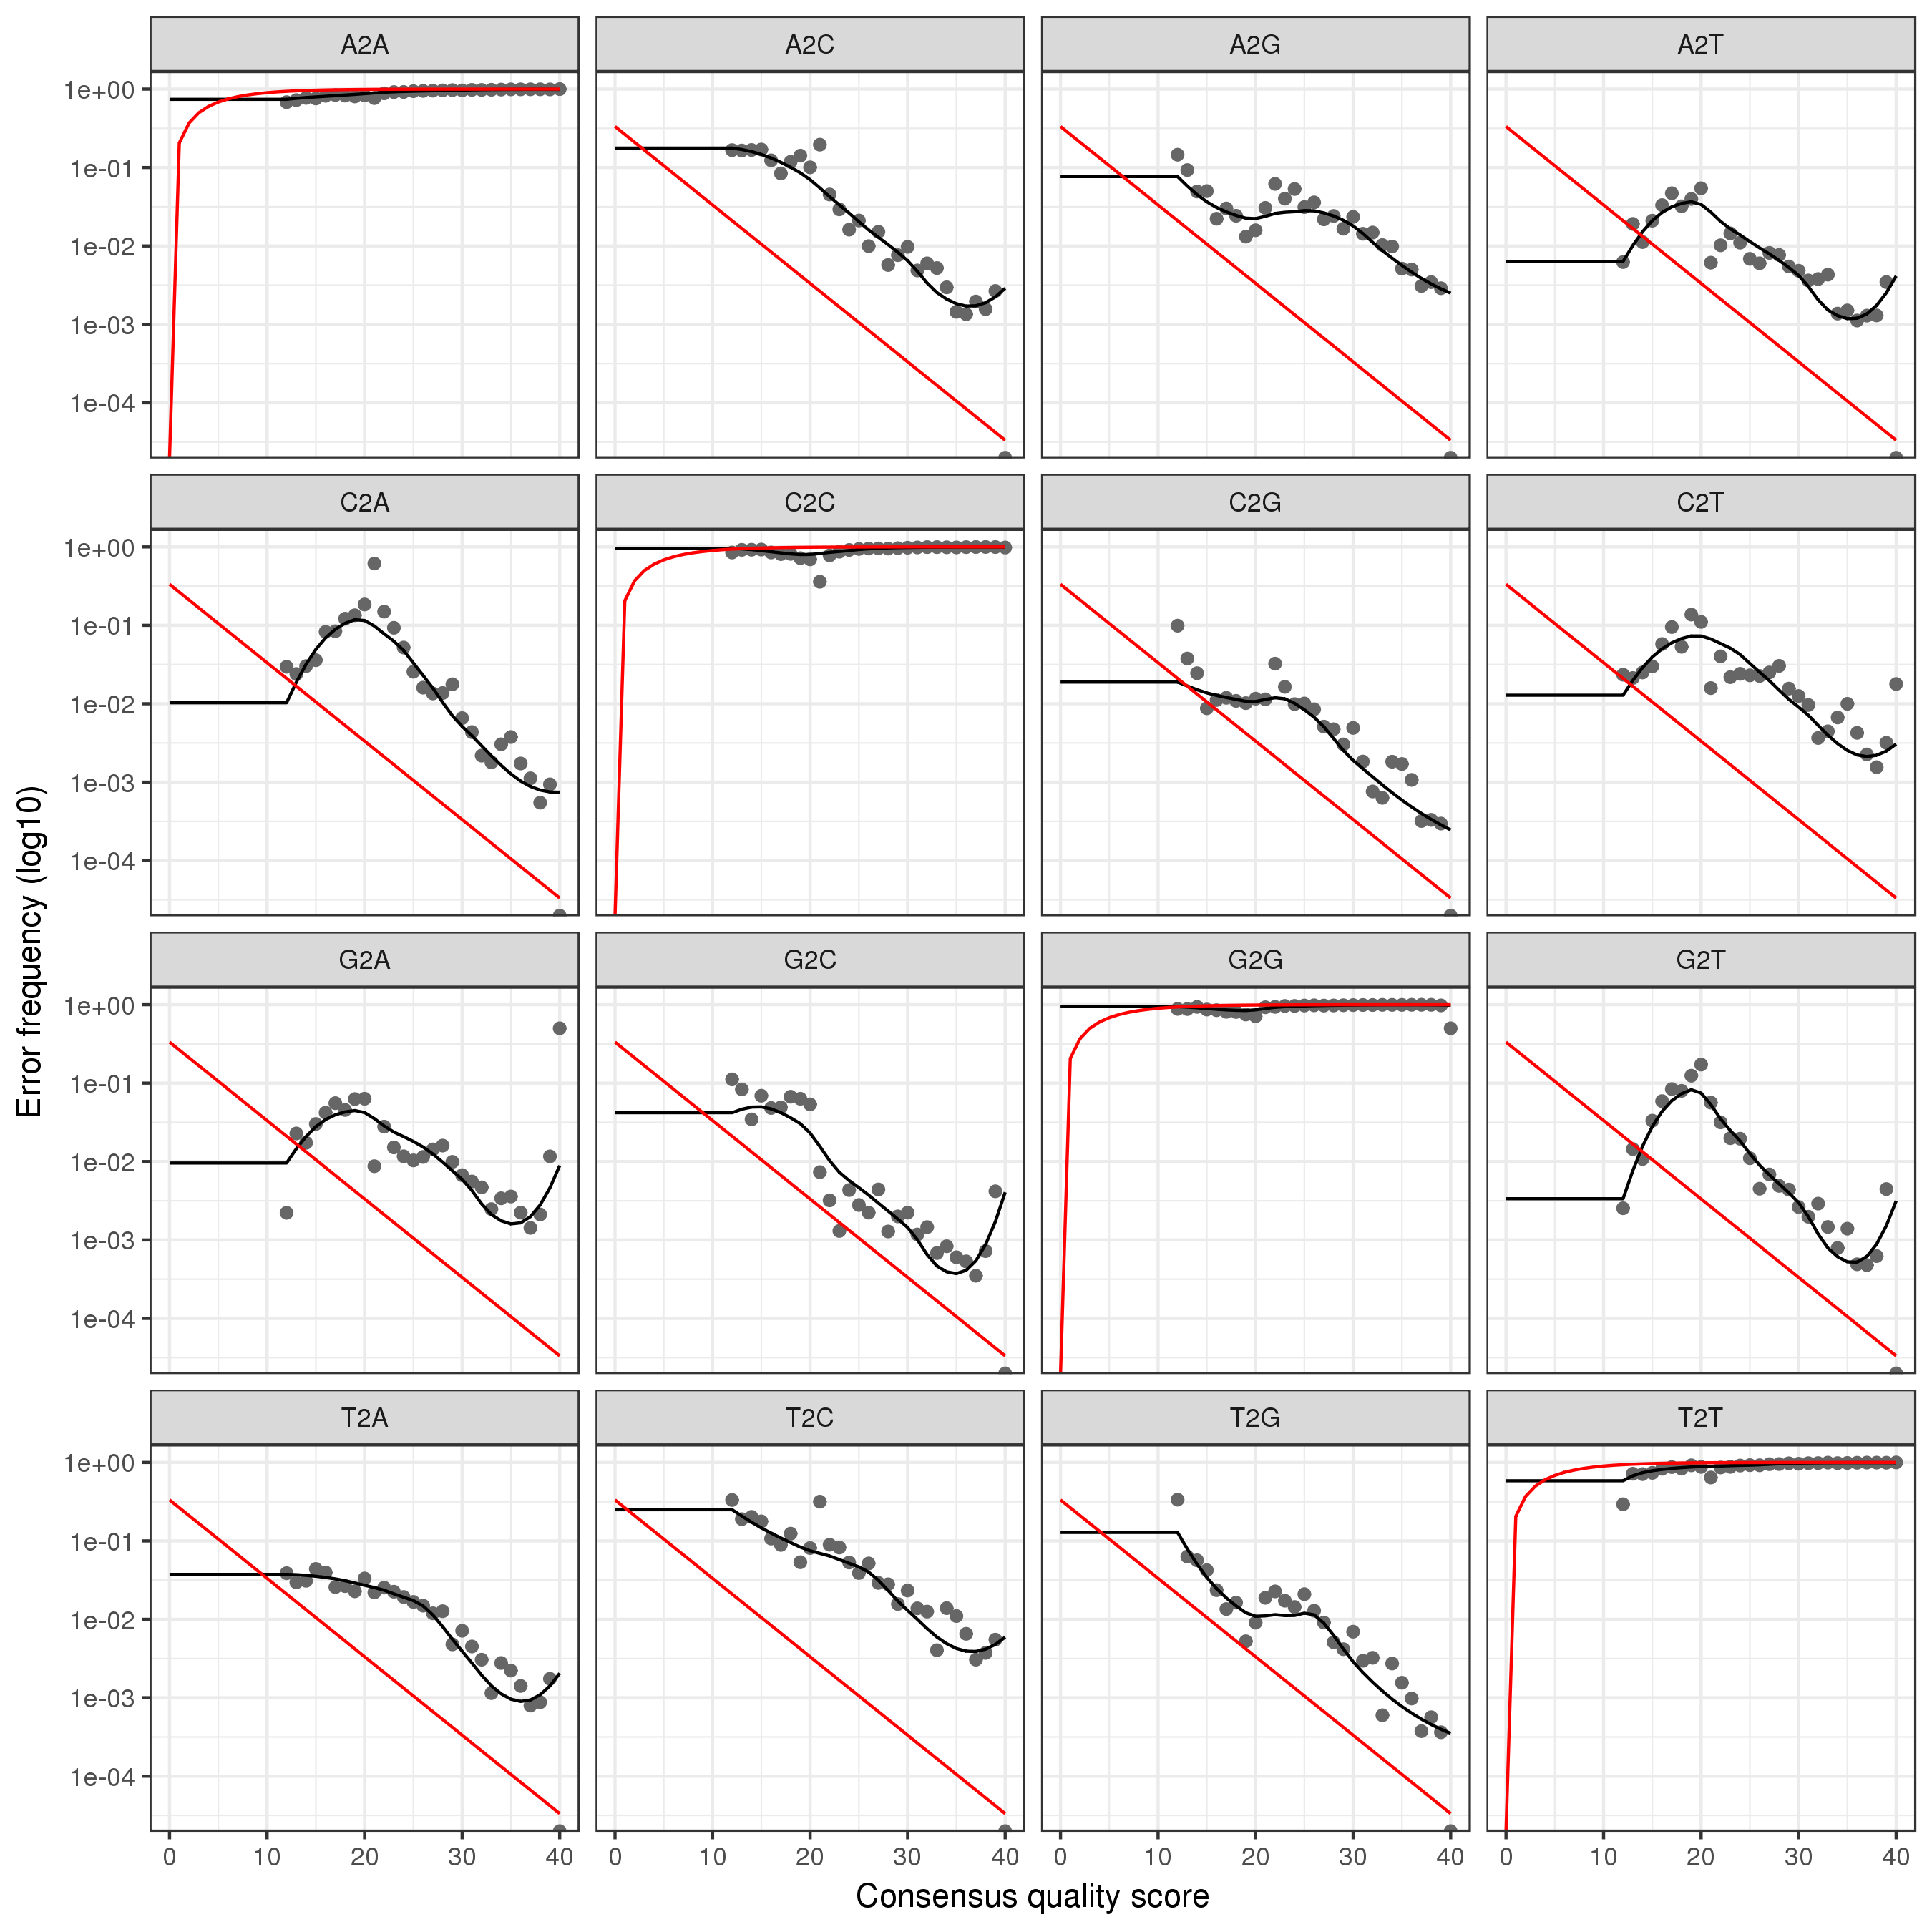 A2A A2C A2G A2T
1e+00
1e-01
1e-02
1e-03
1e-04
C2A C2C C2G C2T
1e+00
1e-01
1e-02
1e-03
1e-04
Error frequency (log10)
G2A G2C G2G G2T
1e+00
1e-01
1e-02
1e-03
1e-04
T2A T2C T2G T2T
1e+00
1e-01
1e-02
1e-03
1e-04
0 10 20 30 40 0 10 20 30 40 0 10 20 30 40 0 10 20 30 40
Consensus quality score